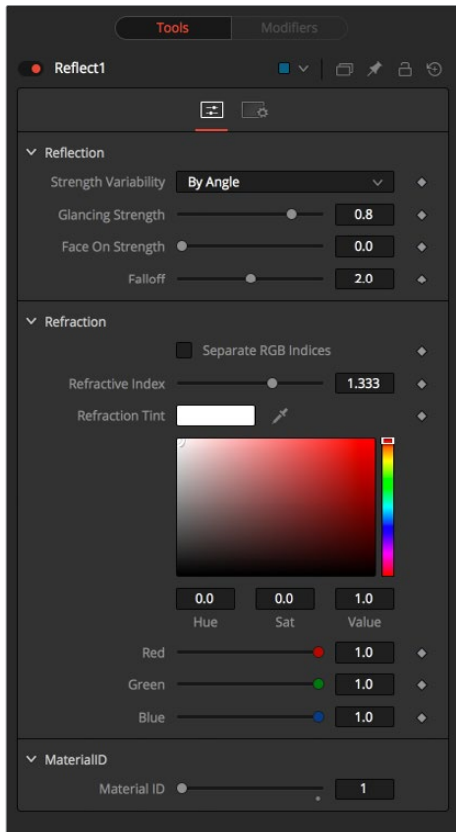 Tools Modifiers
Reflect1
Reflection
Strength Variability By Angle
Glancing Strength 0.8
Face On Strength 0.0
Falloff 2.0
Refraction
Separate RGB Indices
Refractive Index 1.333
Refraction Tint
0.0 0.0 1.0
Hue Sat Value
Red 1.0
Green 1.0
Blue 1.0
MaterialID
Material ID 1